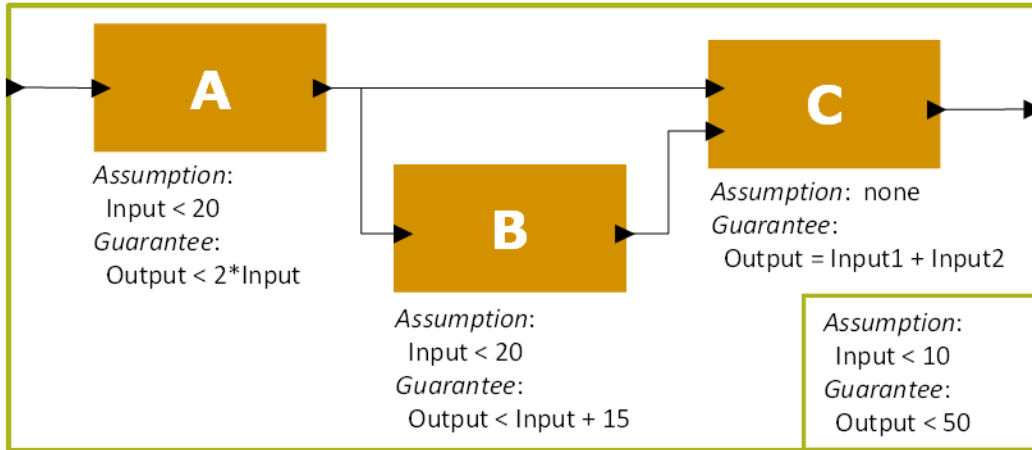 A
Assumption:
Input < 20
Guarantee:
Output < 2*Input
B
Assumption:
Input < 20
Guarantee:
Output < Input + 15
C
Assumption: none
Guarantee:
Output = Input1 + Input2
Assumption:
Input < 10
Guarantee:
Output < 50